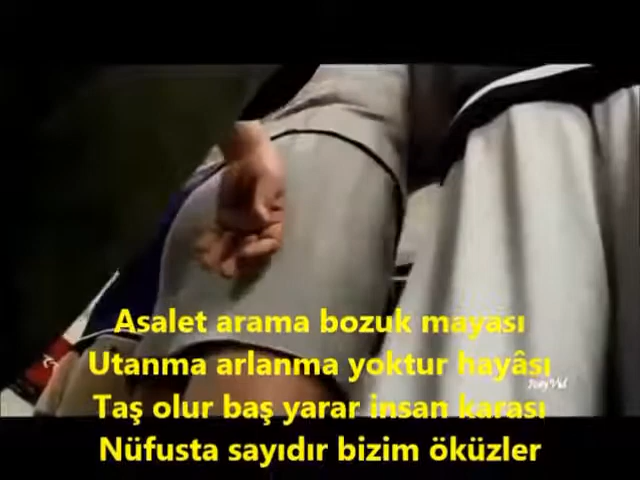 Asalet arama bozuk mayası
Utanma arlanma yoktur hayâsı
Taş olur baş yarar insan karası
Nüfusta sayıdır bizim öküzler